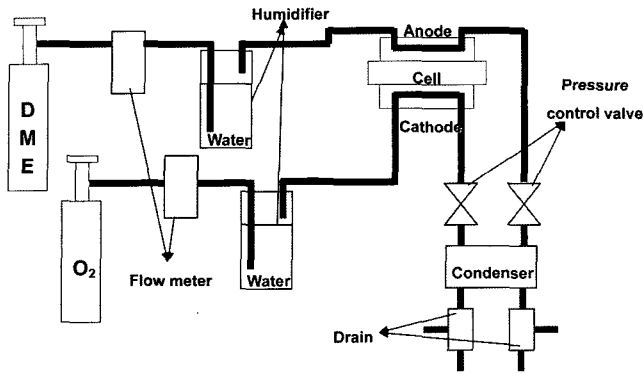 Humidifier
Anode
Cell
Cathode
Pressure
control valve
D
M
E
Water
O₂
Flow meter
Water
Condenser
Drain